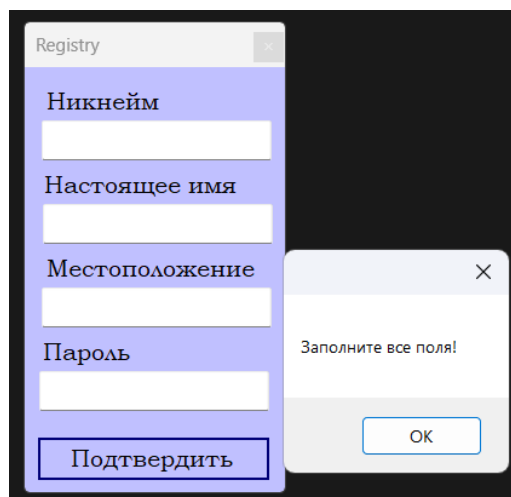 Registry
Никнейм
Настоящее имя
Местоположение
Пароль
Подтвердить
Заполните все поля!
OK